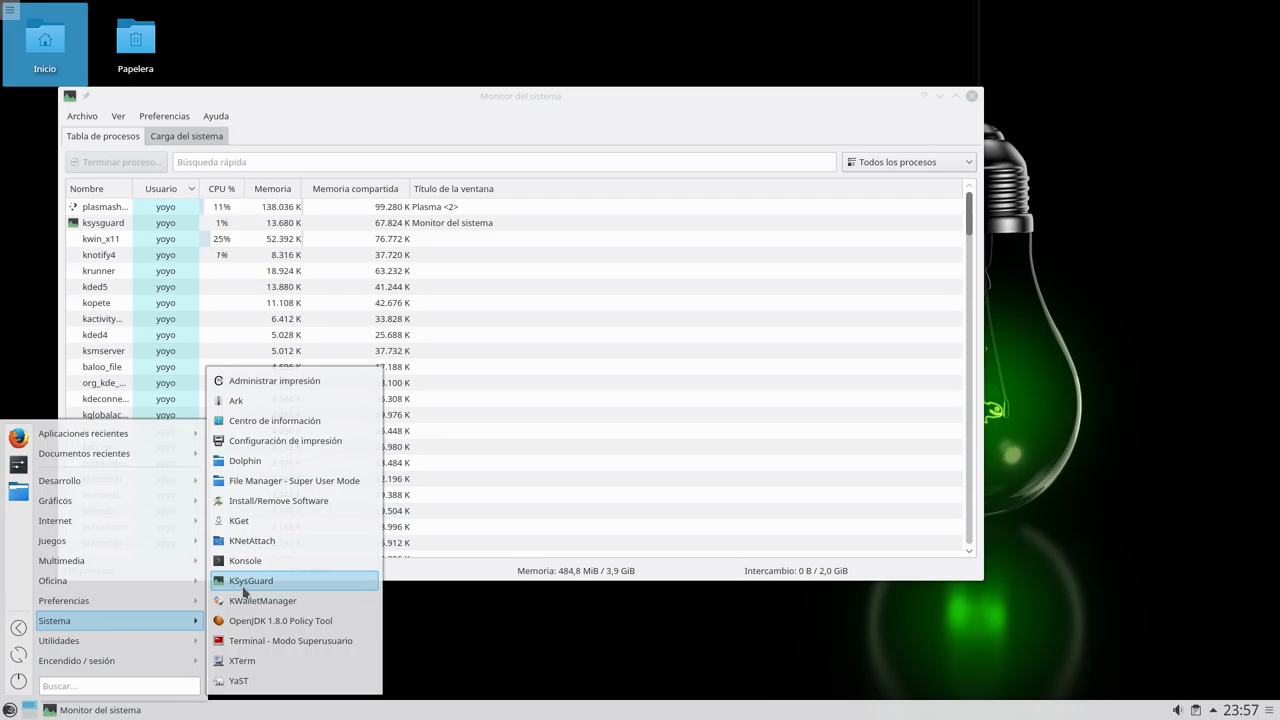 Inicio
Papelera
Monitor del sistema
Archivo Ver Preferencias Ayuda
Tabla de procesos Carga del sistema
Terminar proceso... Búsqueda rápida Todos los procesos
Nombre Usuario CPU % Memoria Memoria compartida Título de la ventana
plasmash... yoyo 11% 138.036 K 99.280 K Plasma <2>
ksysguard yoyo 1% 13.680 K 67.824 K Monitor del sistema
kwin_x11 yoyo 25% 52.392 K 76.772 K
knotify4 yoyo 1% 8.316 K 37.720 K
krunner yoyo 18.924 K 63.232 K
kded5 yoyo 13.880 K 41.244 K
kopete yoyo 11.108 K 42.676 K
kactivity... yoyo 6.412 K 33.828 K
kded4 yoyo 5.028 K 25.688 K
ksmserver yoyo 5.012 K 37.732 K
baloo_file yoyo
org_kde_... yoyo
kdeconne... yoyo
kglobalac... yoyo
Administrar impresión
Ark
Centro de información
Configuración de impresión
Dolphin
File Manager - Super User Mode
Install/Remove Software
KGet
KNetAttach
Konsole
KSysGuard
KWalletManager
OpenJDK 1.8.0 Policy Tool
Terminal - Modo Superusuario
XTerm
YaST
Aplicaciones recientes
Documentos recientes
Desarrollo
Gráficos
Internet
Juegos
Multimedia
Oficina
Preferencias
Sistema
Utilidades
Encendido / sesión
Buscar...
Memoria: 484,8 MiB / 3,9 GiB Intercambio: 0 B / 2,0 GiB
Monitor del sistema 23:57